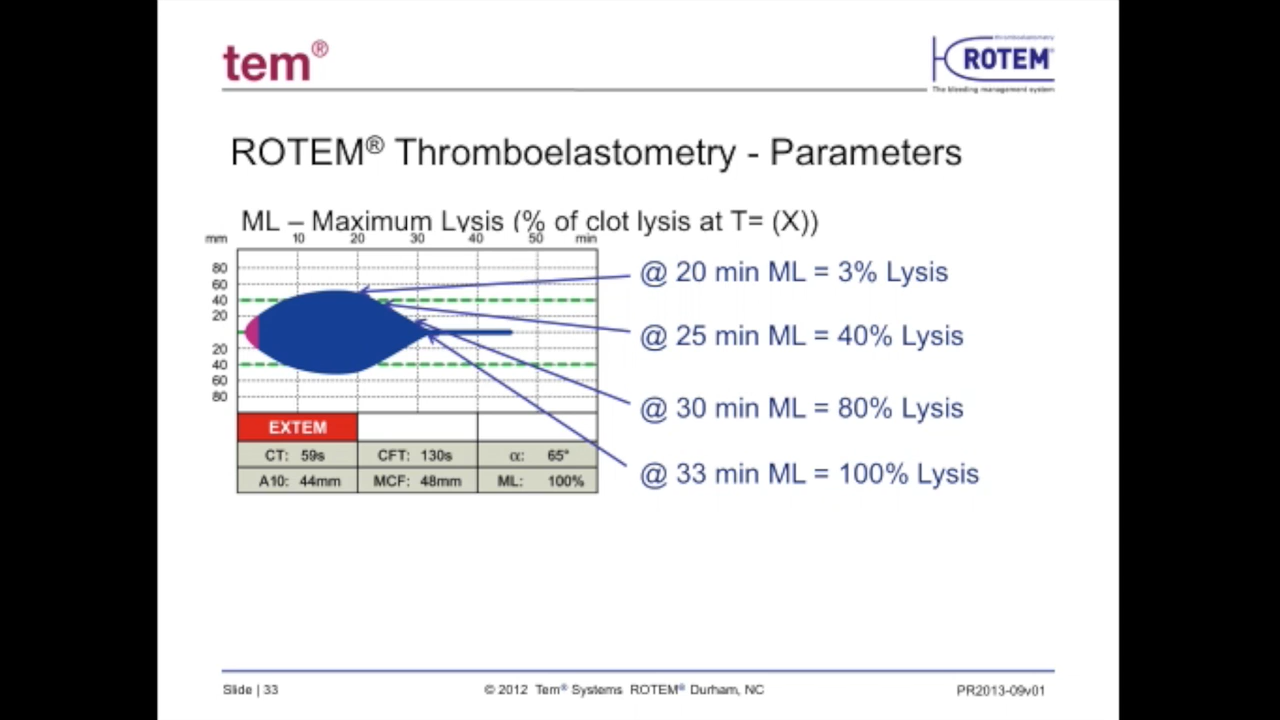 tem®
thromboelastometry
ROTEM®
The bleeding management system
ROTEM® Thromboelastometry - Parameters
ML – Maximum Lysis (% of clot lysis at T= (X))
mm 10 20 30 40 50 min
80
60
40
20
20
40
60
80
@ 20 min ML = 3% Lysis
@ 25 min ML = 40% Lysis
@ 30 min ML = 80% Lysis
@ 33 min ML = 100% Lysis
EXTEM
CT: 59s CFT: 130s α: 65°
A10: 44mm MCF: 48mm ML: 100%
Slide | 33 © 2012 Tem® Systems ROTEM® Durham, NC PR2013-09v01